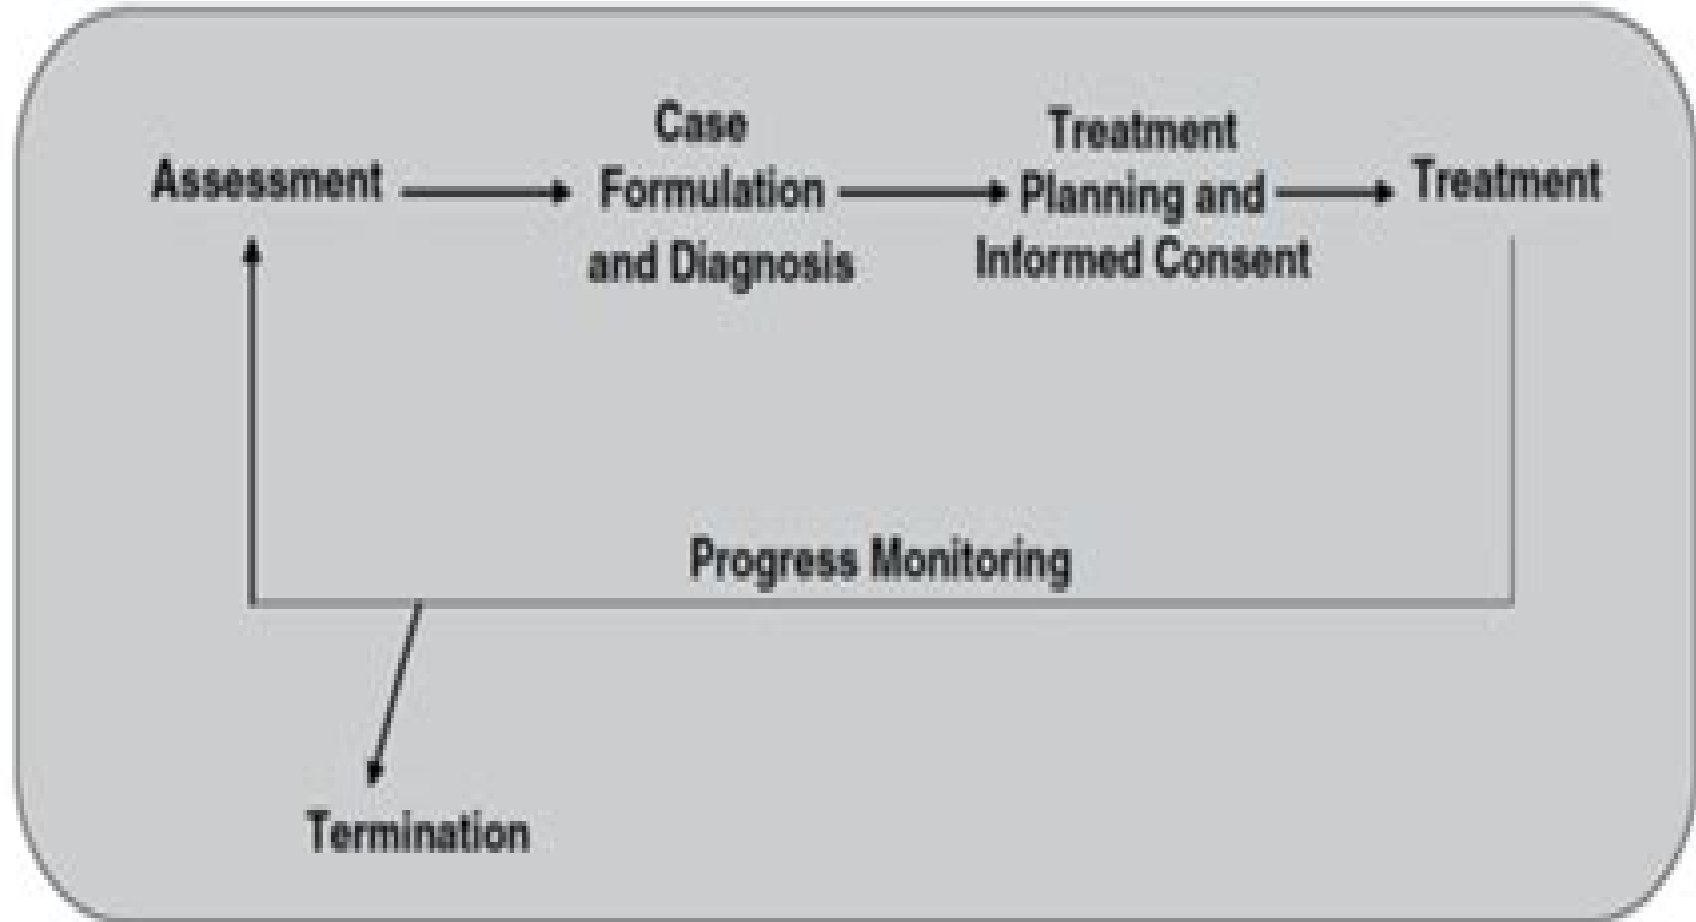 Assessment
Case
Formulation
and Diagnosis
Treatment
Planning and
Informed Consent
Treatment
Progress Monitoring
Termination